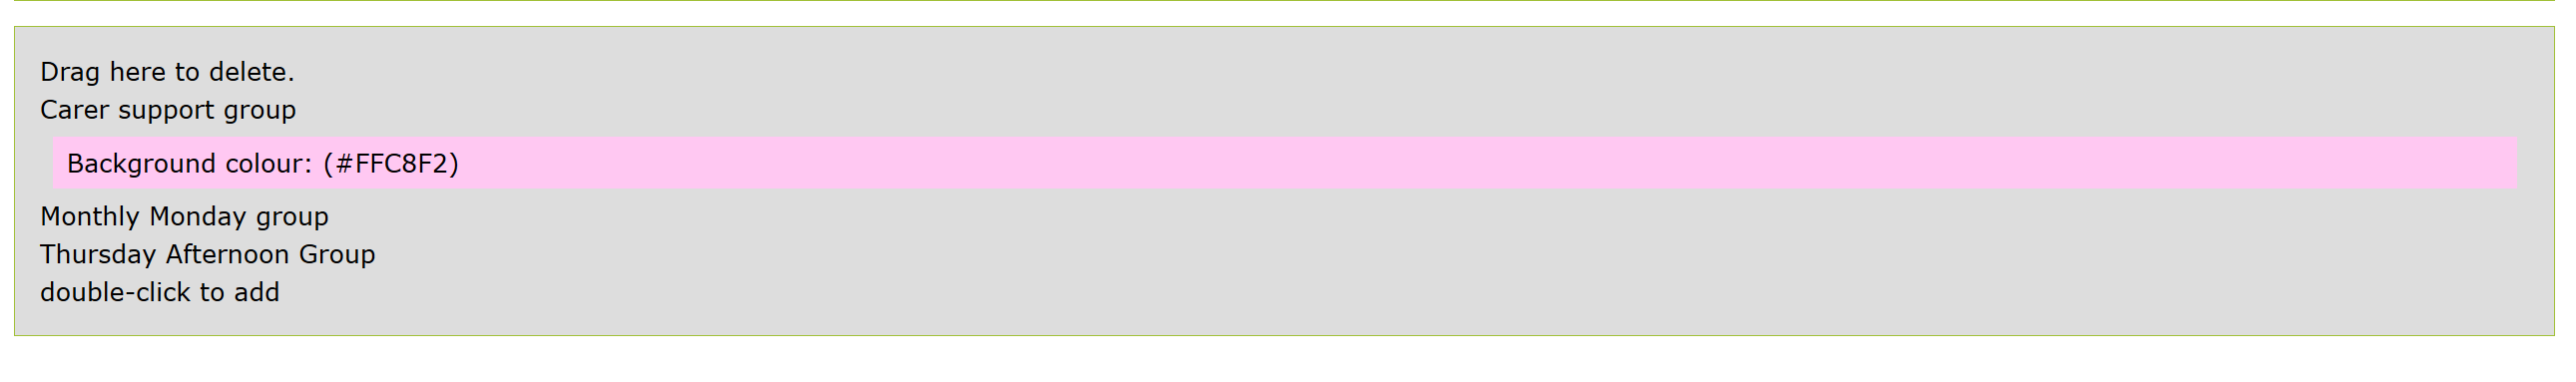 Drag here to delete.
Carer support group
Background colour: (#FFC8F2)
Monthly Monday group
Thursday Afternoon Group
double-click to add